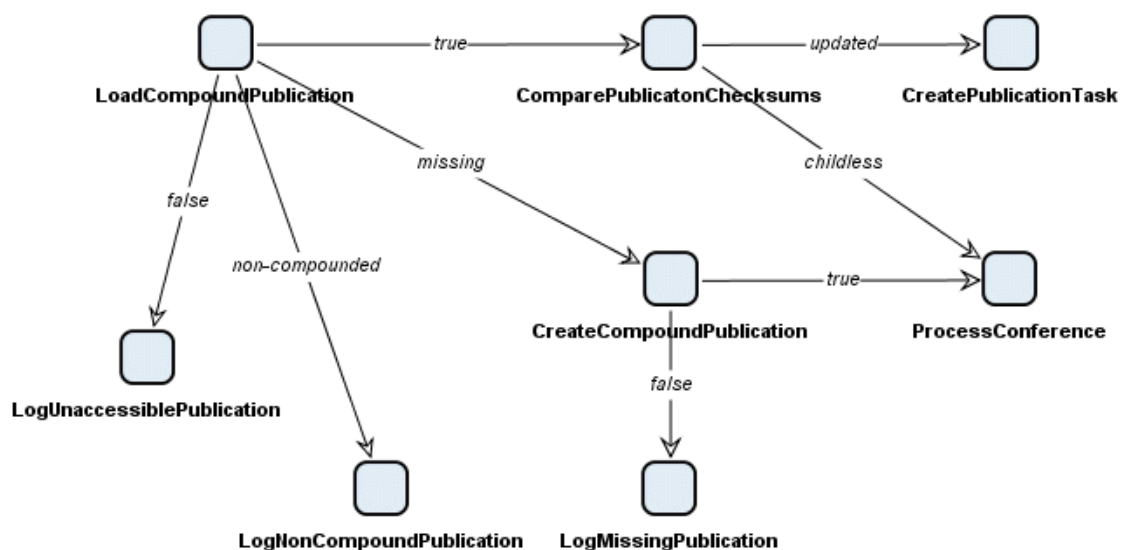 true
updated
LoadCompoundPublication
ComparePublicatonChecksums
CreatePublicationTask
missing
childless
false
non-compounded
true
CreateCompoundPublication
ProcessConference
false
LogUnaccessiblePublication
LogNonCompoundPublication
LogMissingPublication